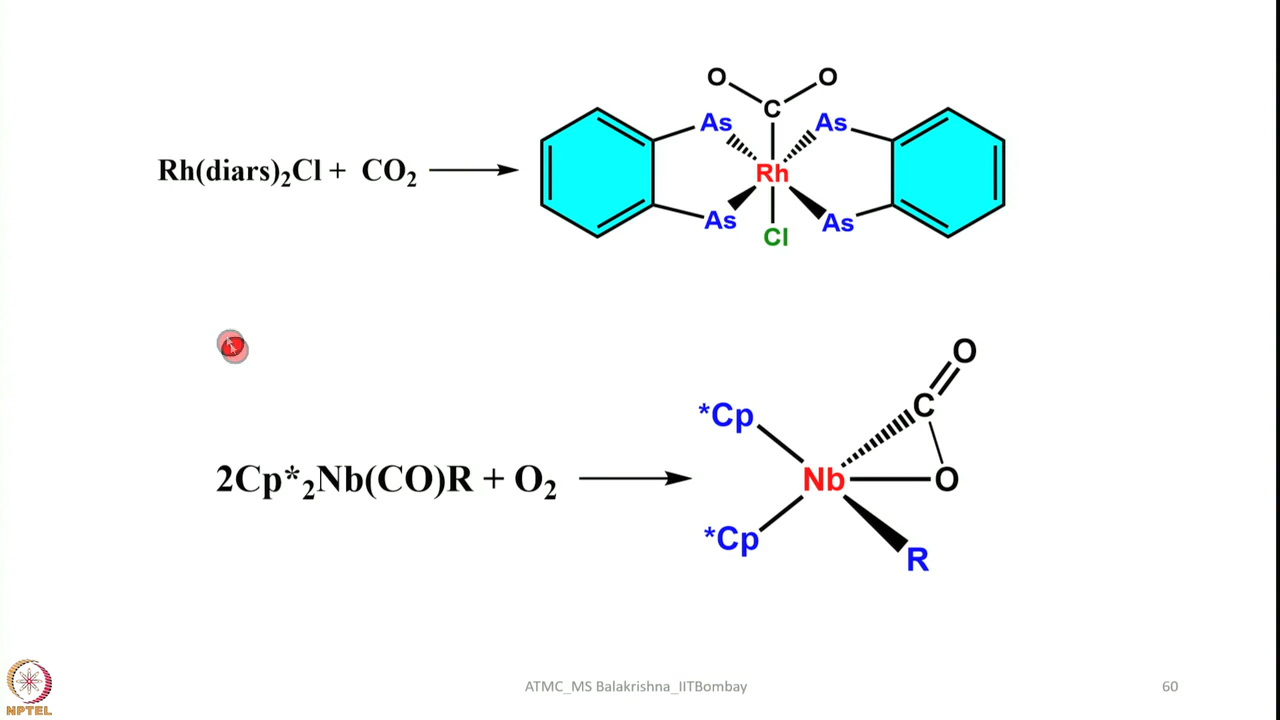 O O
C
As As
Rh(diars)₂Cl + CO₂ Rh
As As
Cl
O
C
*Cp
2Cp*₂Nb(CO)R + O₂ Nb O
*Cp
R
NPTEL
ATMC_MS Balakrishna_IITBombay
60